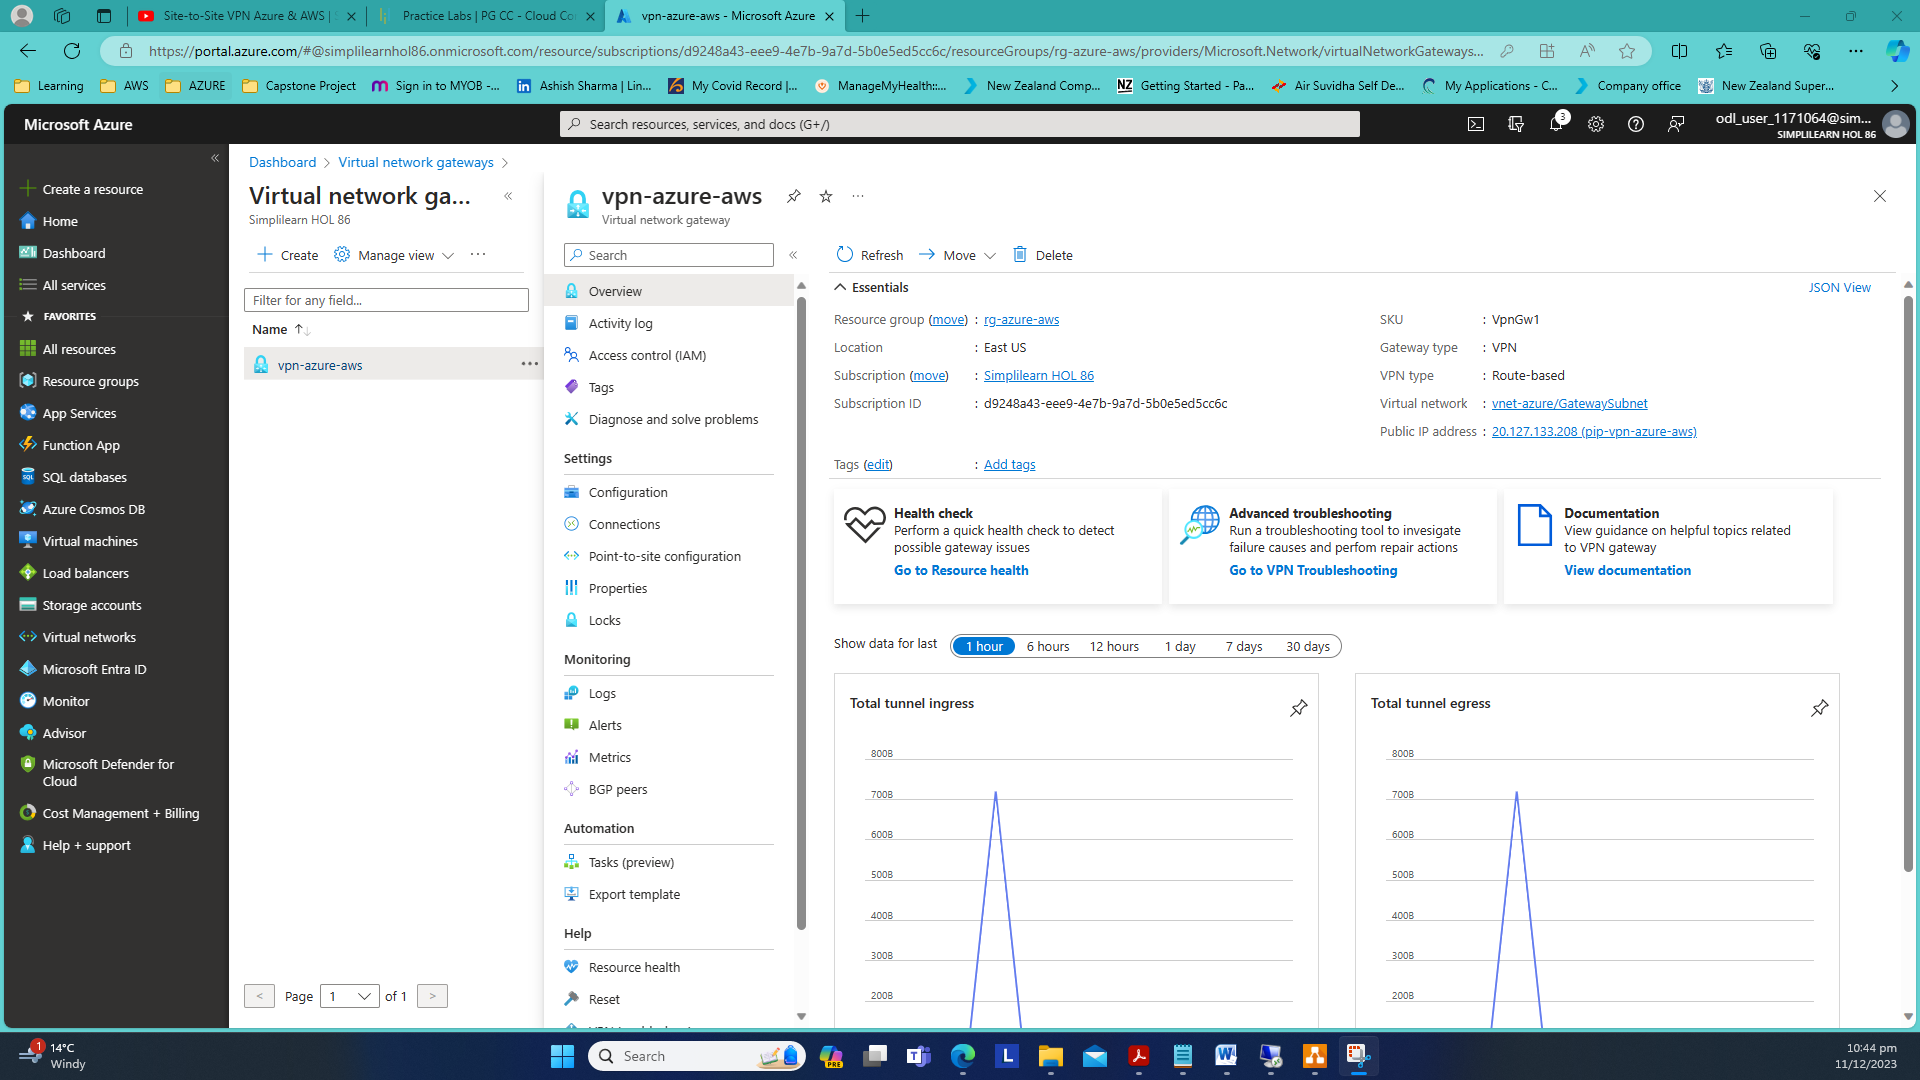 Site-to-Site VPN Azure & AWS | S
Practice Labs | PG CC - Cloud Co
vpn-azure-aws - Microsoft Azure
https://portal.azure.com/#@simplilearnhol86.onmicrosoft.com/resource/subscriptions/d9248a43-eee9-4e7b-9a7d-5b0e5ed5cc6c/resourceGroups/rg-azure-aws/providers/Microsoft.Network/virtualNetworkGateways...
Learning
AWS
AZURE
Capstone Project
Sign in to MYOB -...
Ashish Sharma | Lin...
My Covid Record |...
ManageMyHealth::...
New Zealand Comp...
NZ
Getting Started - Pa...
Air Suvidha Self De...
My Applications - C...
Company office
New Zealand Super...
Microsoft Azure
Search resources, services, and docs (G+/)
3
odl_user_1171064@sim...
SIMPLILEARN HOL 86
Create a resource
Home
Dashboard
All services
FAVORITES
All resources
Resource groups
App Services
Function App
SQL databases
Azure Cosmos DB
Virtual machines
Load balancers
Storage accounts
Virtual networks
Microsoft Entra ID
Monitor
Advisor
Microsoft Defender for
Cloud
Cost Management + Billing
Help + support
Dashboard > Virtual network gateways >
Virtual network ga...
Simplilearn HOL 86
Create
Manage view
Filter for any field...
Name
vpn-azure-aws
< Page 1 of 1 >
vpn-azure-aws
Virtual network gateway
Search
Overview
Activity log
Access control (IAM)
Tags
Diagnose and solve problems
Settings
Configuration
Connections
Point-to-site configuration
Properties
Locks
Monitoring
Logs
Alerts
Metrics
BGP peers
Automation
Tasks (preview)
Export template
Help
Resource health
Reset
Refresh
Move
Delete
Essentials
JSON View
Resource group (move) : rg-azure-aws
Location : East US
Subscription (move) : Simplilearn HOL 86
Subscription ID : d9248a43-eee9-4e7b-9a7d-5b0e5ed5cc6c
SKU : VpnGw1
Gateway type : VPN
VPN type : Route-based
Virtual network : vnet-azure/GatewaySubnet
Public IP address : 20.127.133.208 (pip-vpn-azure-aws)
Tags (edit) : Add tags
Health check
Perform a quick health check to detect
possible gateway issues
Go to Resource health
Advanced troubleshooting
Run a troubleshooting tool to invesigate
failure causes and perfom repair actions
Go to VPN Troubleshooting
Documentation
View guidance on helpful topics related
to VPN gateway
View documentation
Show data for last
1 hour
6 hours
12 hours
1 day
7 days
30 days
Total tunnel ingress
800B
700B
600B
500B
400B
300B
200B
Total tunnel egress
800B
700B
600B
500B
400B
300B
200B
1
14°C
Windy
Search
PRE
L
10:44 pm
11/12/2023